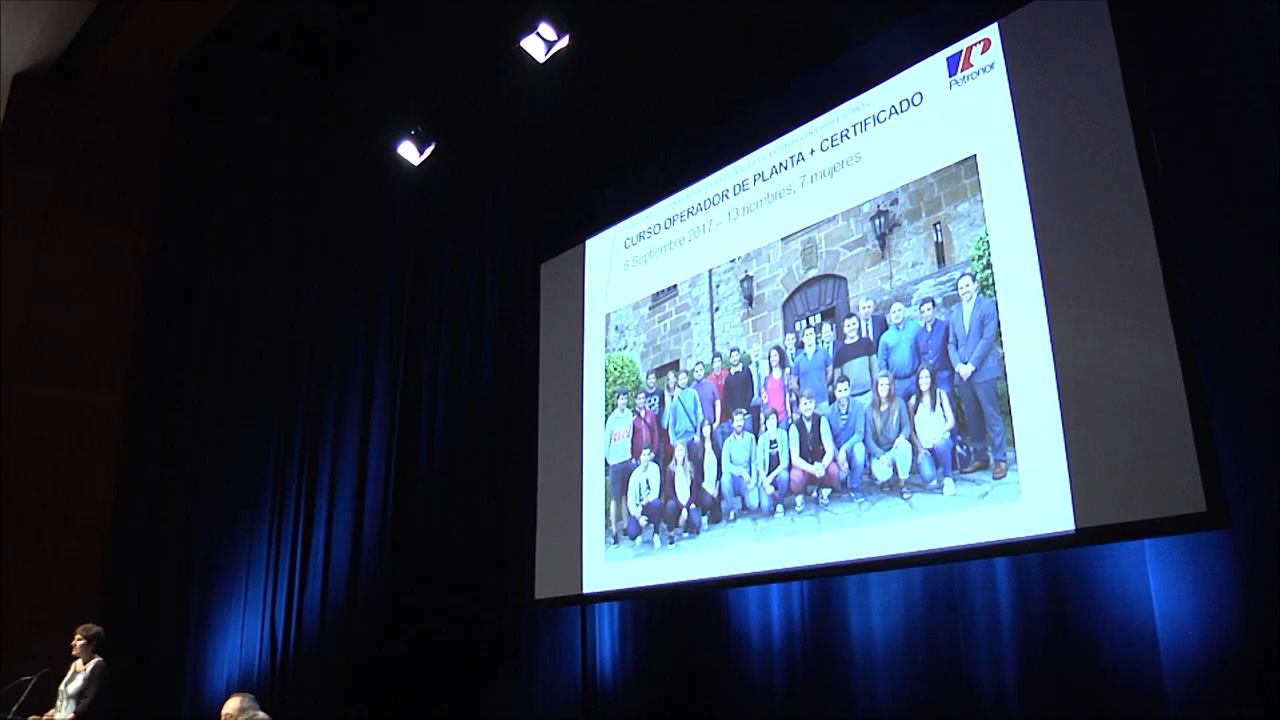 Petronor
CURSO OPERADOR DE PLANTA + CERTIFICADO
8 Septiembre 2017 – 13 hombres, 7 mujeres